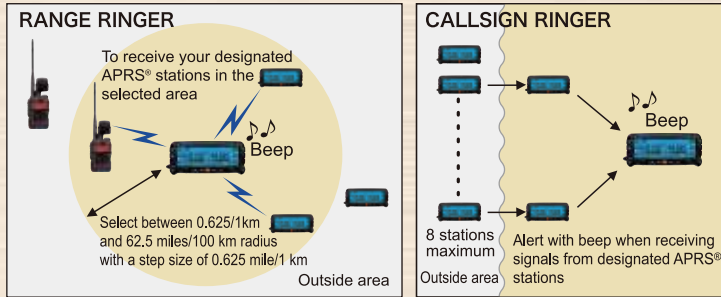 RANGE RINGER
To receive your designated
APRS® stations in the
selected area
Beep
Select between 0.625/1km
and 62.5 miles/100 km radius
with a step size of 0.625 mile/1 km
Outside area
CALLSIGN RINGER
Beep
8 stations
maximum
Outside area
Alert with beep when receiving
signals from designated APRS®
stations